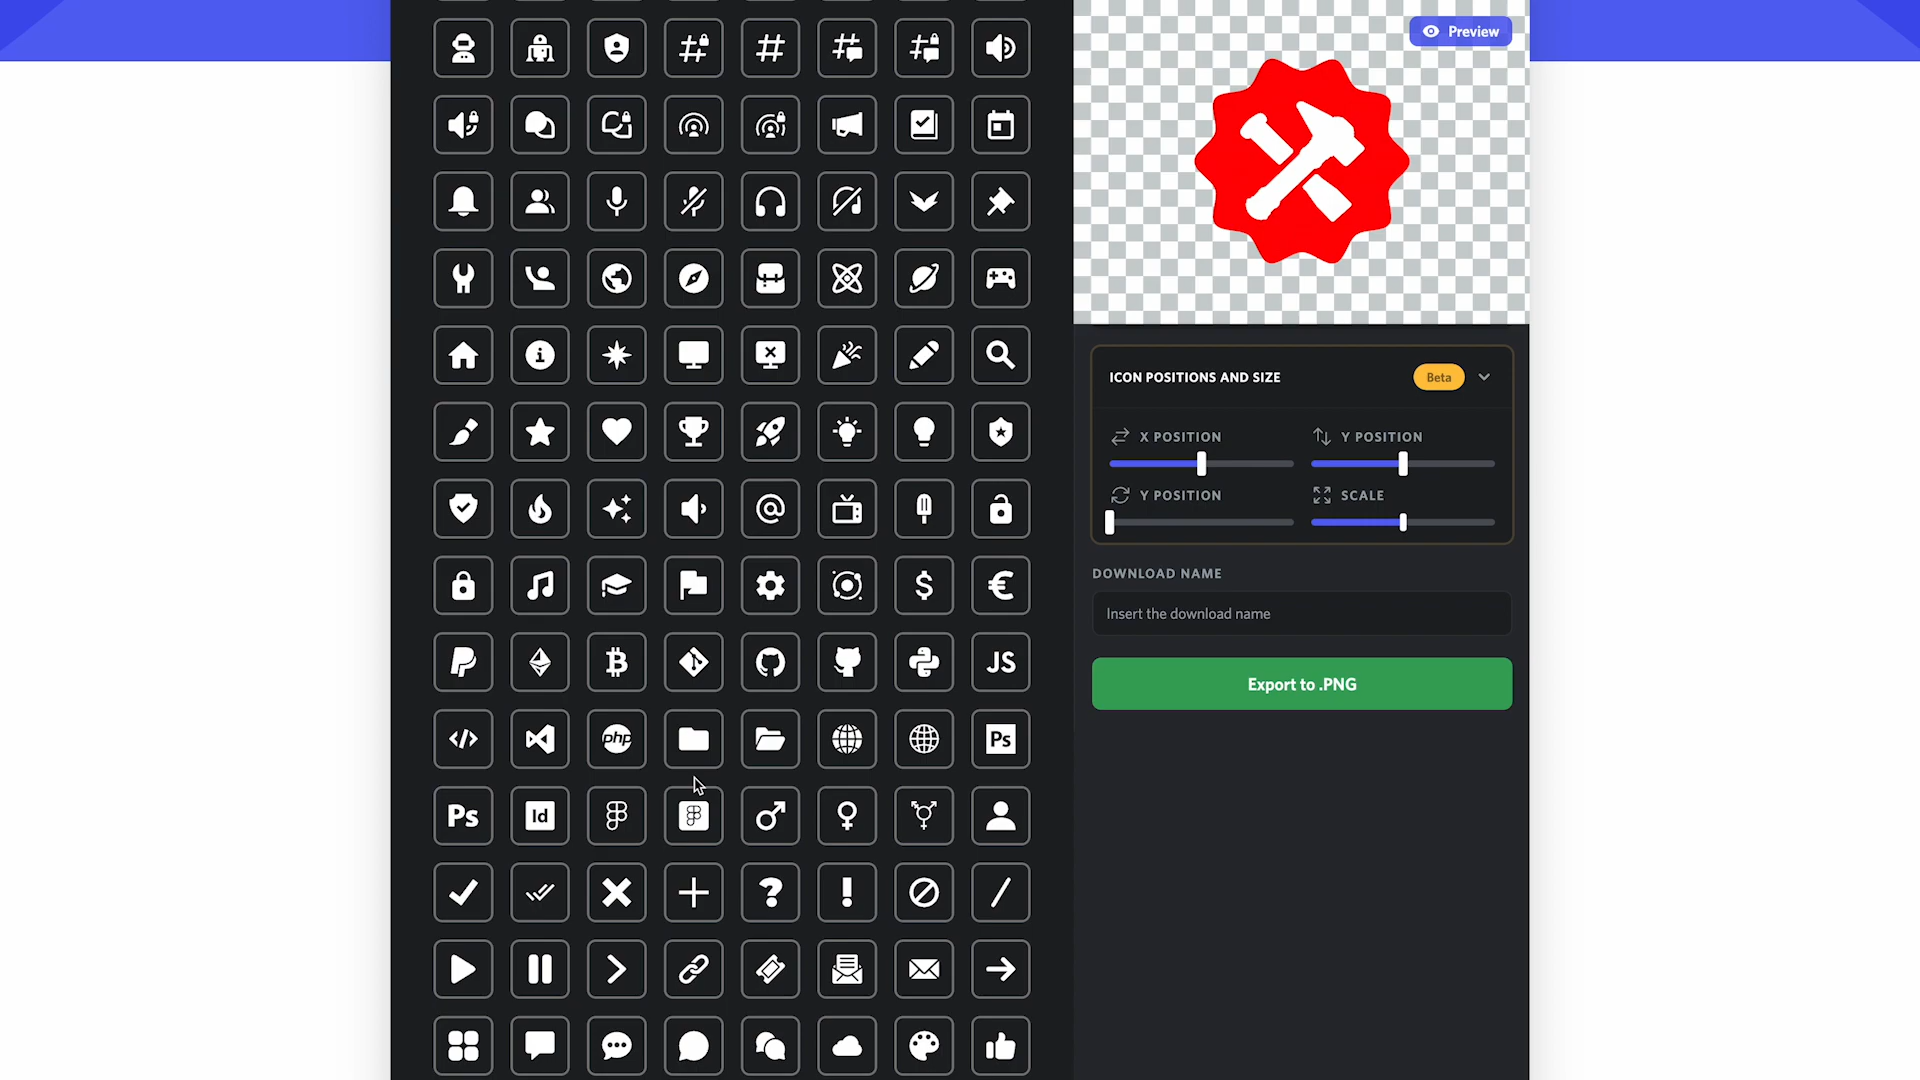 Preview
ICON POSITIONS AND SIZE
Beta
X POSITION
Y POSITION
Y POSITION
SCALE
DOWNLOAD NAME
Insert the download name
Export to .PNG
JS
php
Ps
Ps
Id